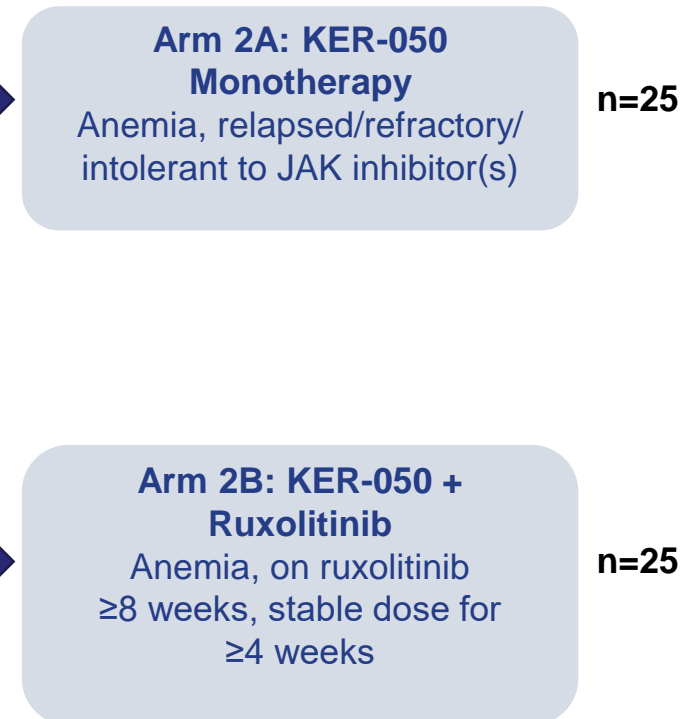 Arm 2A: KER-050
Monotherapy
Anemia, relapsed/refractory/
intolerant to JAK inhibitor(s)
n=25
Arm 2B: KER-050 +
Ruxolitinib
Anemia, on ruxolitinib
≥8 weeks, stable dose for
≥4 weeks
n=25